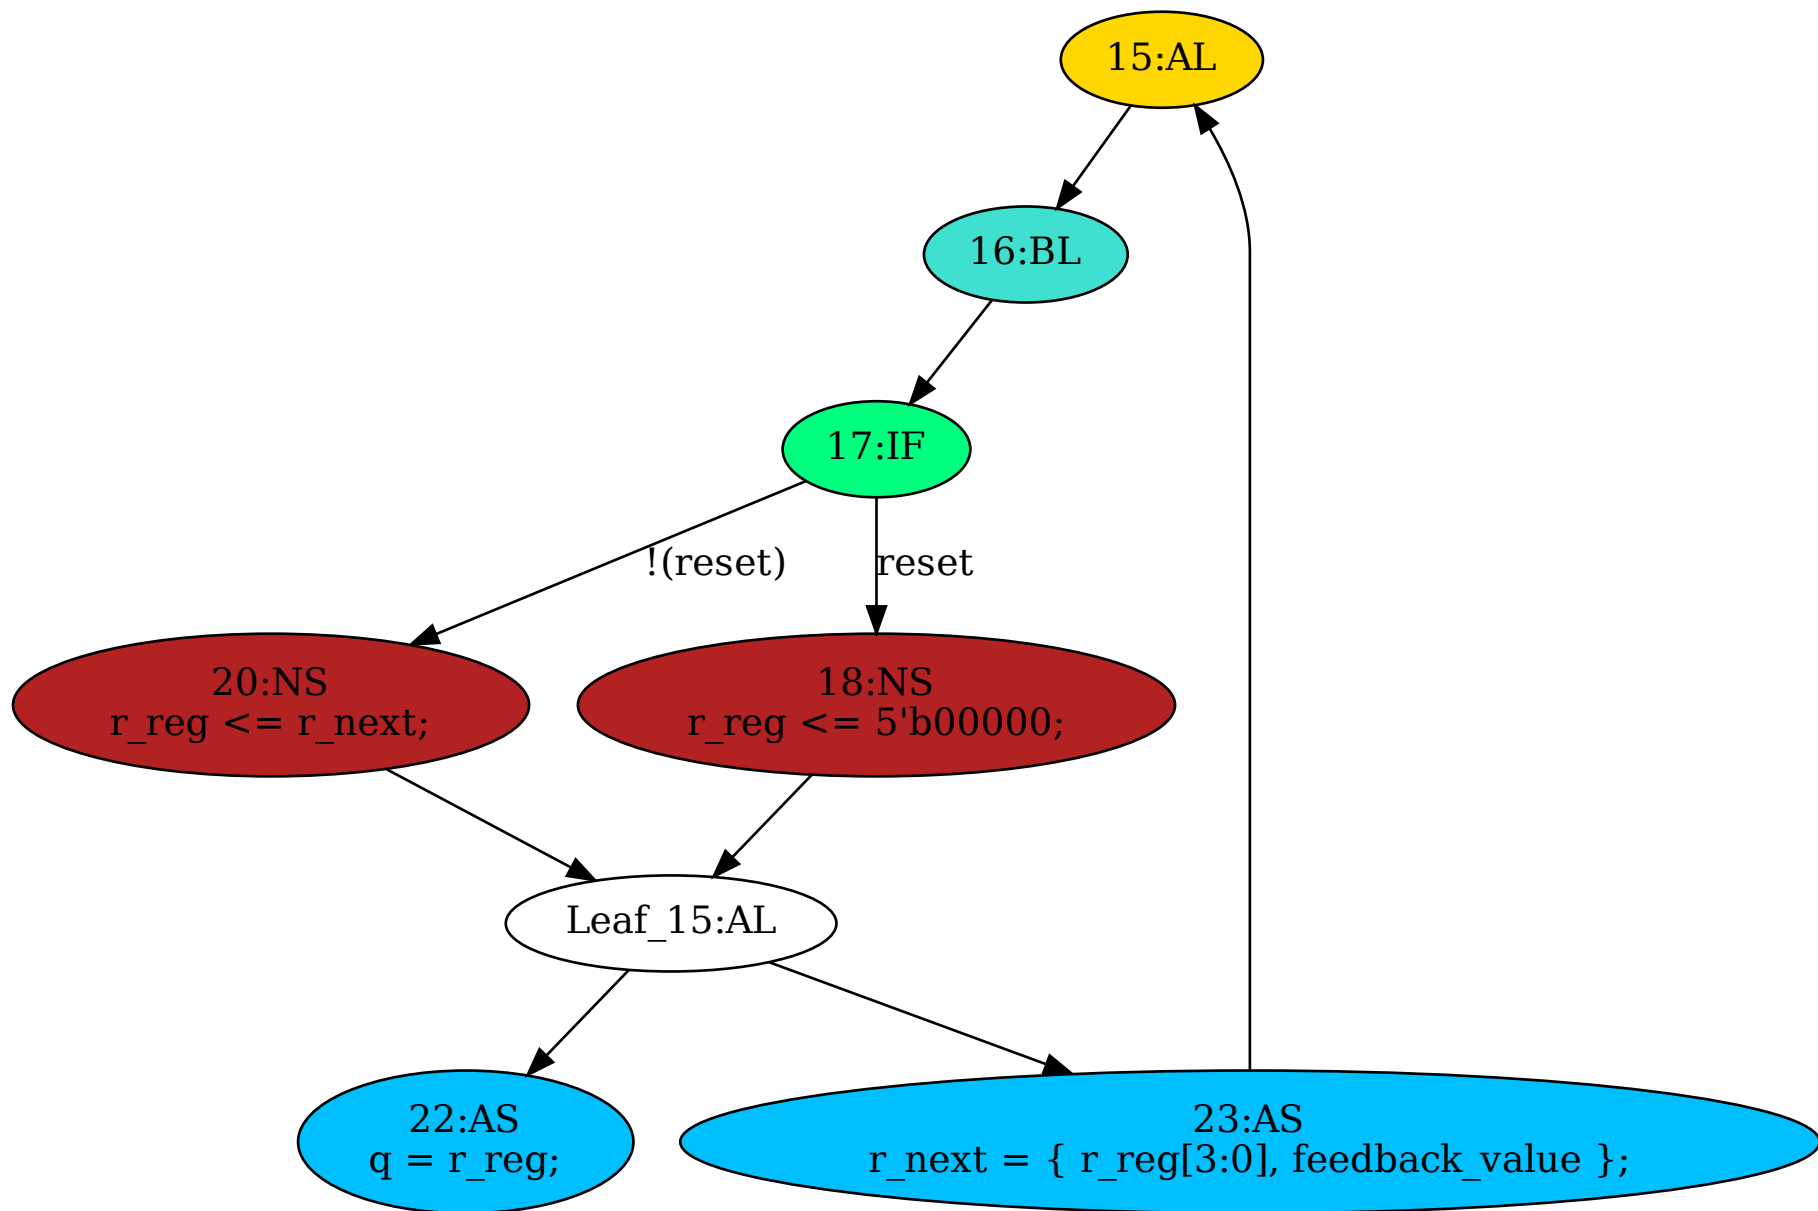 15:AL
16:BL
17:IF
!(reset)
reset
20:NS
r_reg <= r_next;
18:NS
r_reg <= 5'b00000;
Leaf_15:AL
22:AS
q = r_reg;
23:AS
r_next = { r_reg[3:0], feedback_value };